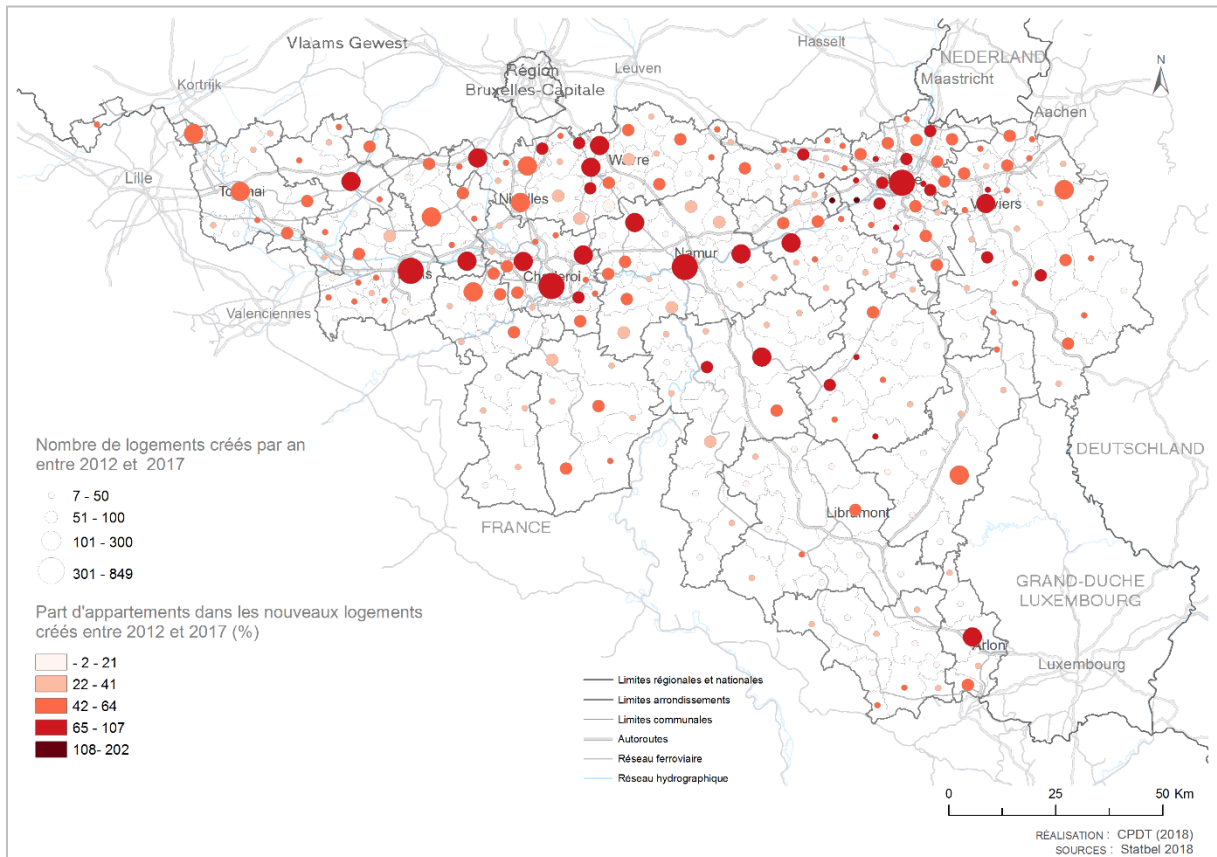 Vlaams Gewest
Hasselt
NEDERLAND
N
Région
Bruxelles-Capitale
Leuven
Maastricht
Kortrijk
Aachen
Lille
Wavre
Nivelles
Namur
Valenciennes
Nombre de logements créés par an
entre 2012 et 2017
7 - 50
51 - 100
101 - 300
301 - 849
DEUTSCHLAND
Libramont
FRANCE
GRAND-DUCHE
LUXEMBOURG
Part d'appartements dans les nouveaux logements
créés entre 2012 et 2017 (%)
- 2 - 21
22 - 41
42 - 64
65 - 107
108- 202
Arlon
Luxembourg
Limites régionales et nationales
Limites arrondissements
Limites communales
Autoroutes
Réseau ferroviaire
Réseau hydrographique
0 25 50 Km
RÉALISATION : CPDT (2018)
SOURCES : Statbel 2018